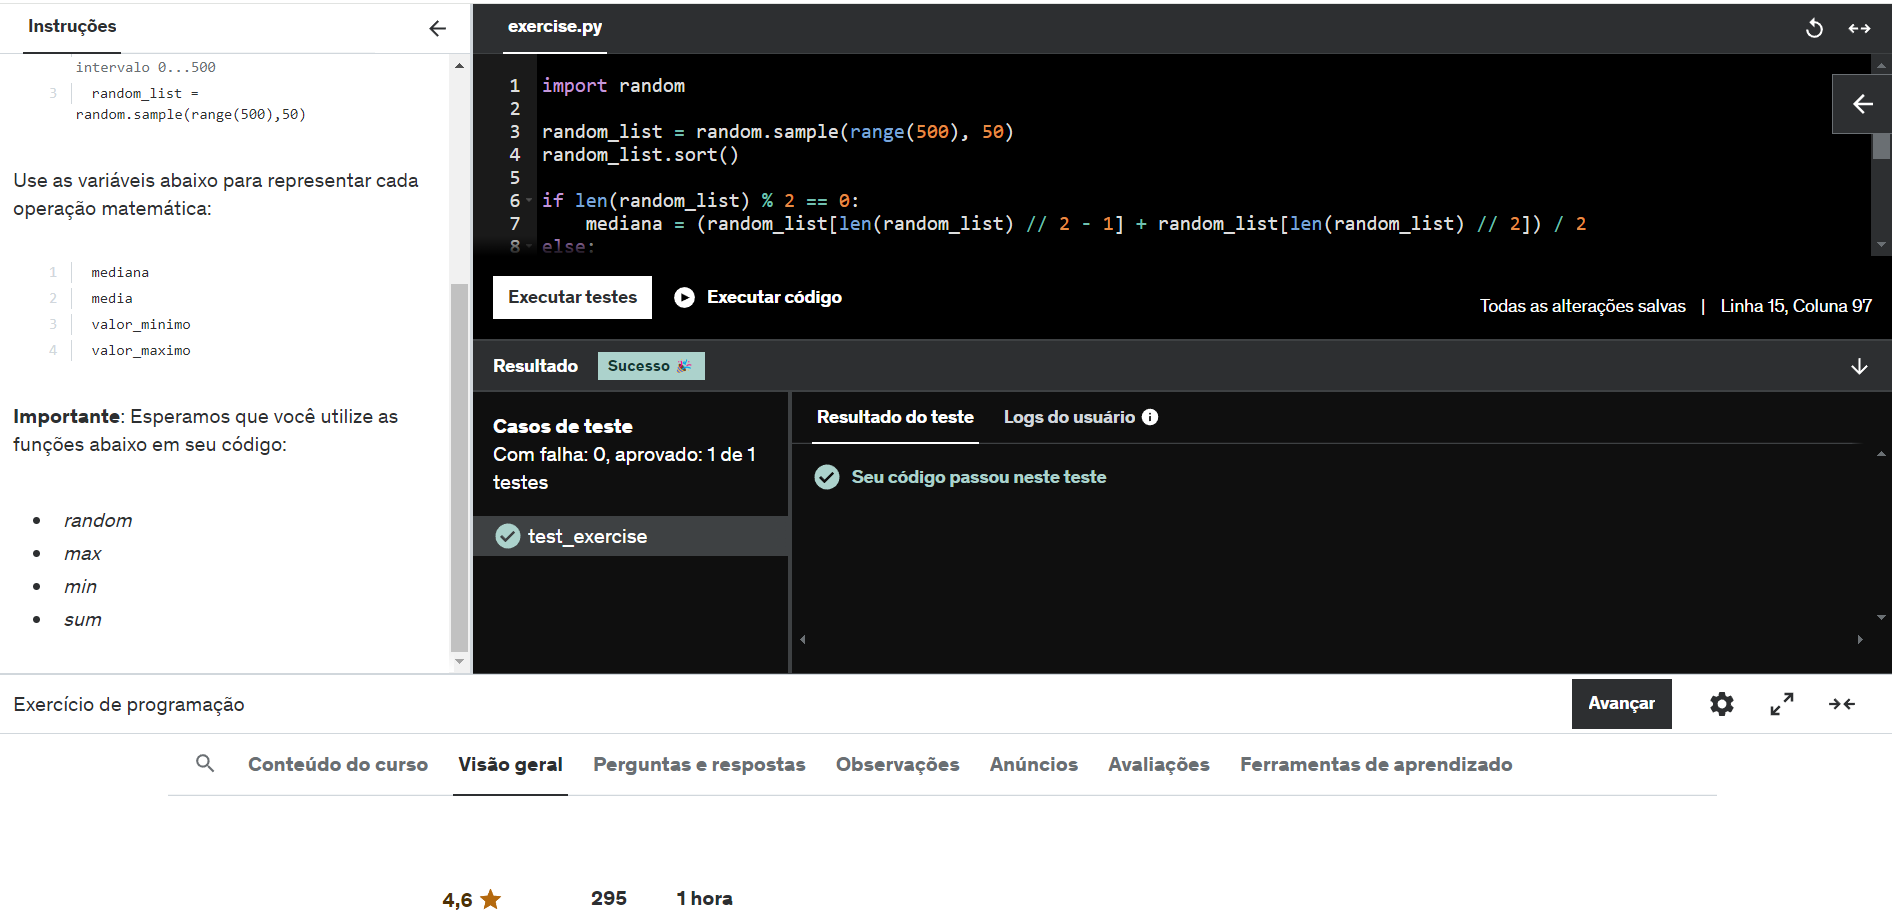 Instruções
intervalo 0...500
3 random_list =
random.sample(range(500),50)
Use as variáveis abaixo para representar cada
operação matemática:
1 mediana
2 media
3 valor_minimo
4 valor_maximo
Importante: Esperamos que você utilize as
funções abaixo em seu código:
random
max
min
sum
exercise.py
1 import random
2
3 random_list = random.sample(range(500), 50)
4 random_list.sort()
5
6 if len(random_list) % 2 == 0:
7 mediana = (random_list[len(random_list) // 2 - 1] + random_list[len(random_list) // 2]) / 2
8 else:
Executar testes
Executar código
Todas as alterações salvas | Linha 15, Coluna 97
Resultado
Sucesso
Casos de teste
Com falha: 0, aprovado: 1 de 1
testes
test_exercise
Resultado do teste
Logs do usuário
Seu código passou neste teste
Exercício de programação
Avançar
Conteúdo do curso
Visão geral
Perguntas e respostas
Observações
Anúncios
Avaliações
Ferramentas de aprendizado
4,6
295
1 hora